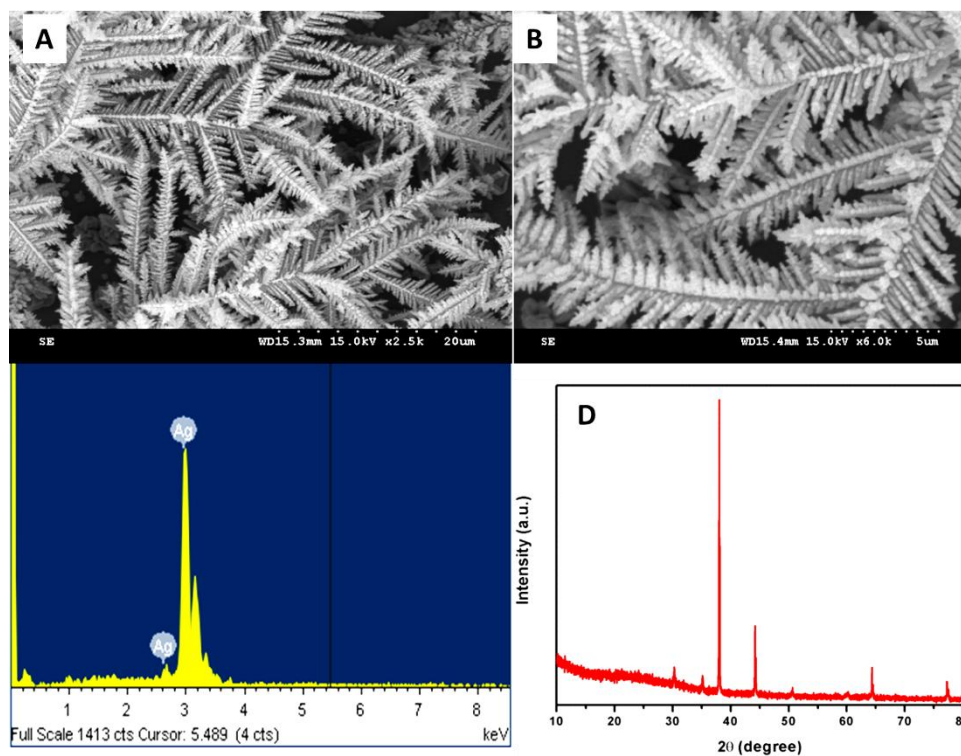 A
B
SE WD15.3mm 15.0kV x2.5k 20um
SE WD15.4mm 15.0kV x6.0k 5um
Ag
Ag
1 2 3 4 5 6 7 8
Full Scale 1413 cts Cursor: 5.489 (4 cts) keV
D
Intensity (a.u.)
10 20 30 40 50 60 70 80
2θ (degree)